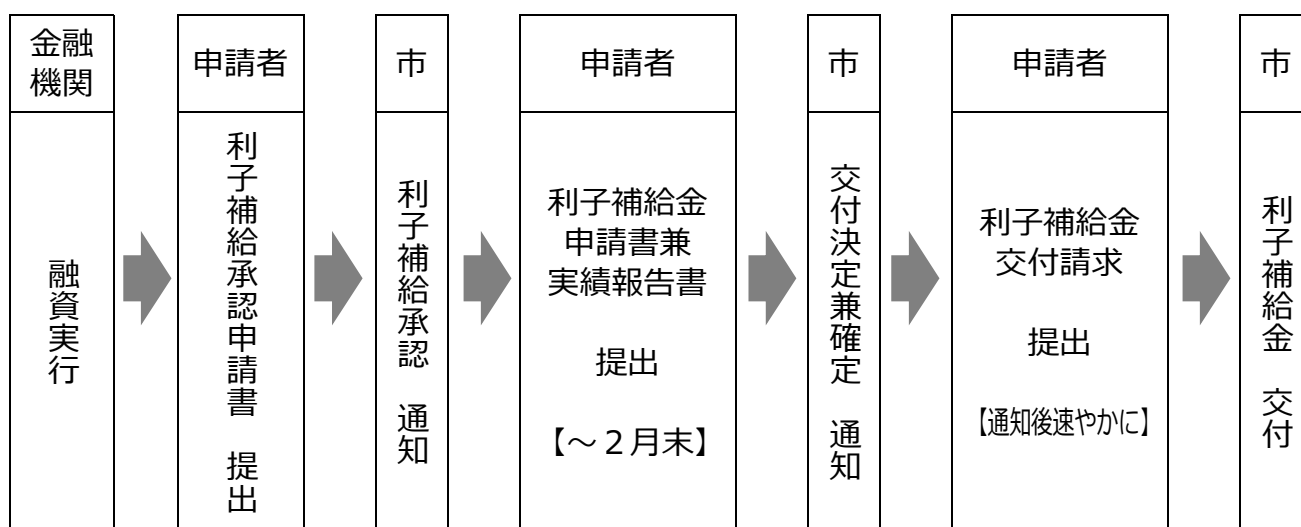 金融
機関
融資実行
申請者
利子補給承認申請書　提出
市
利子補給承認　通知
申請者
利子補給金
申請書兼
実績報告書
提出
【～２月末】
市
交付決定兼確定　通知
申請者
利子補給金
交付請求
提出
【通知後速やかに】
市
利子補給金　交付